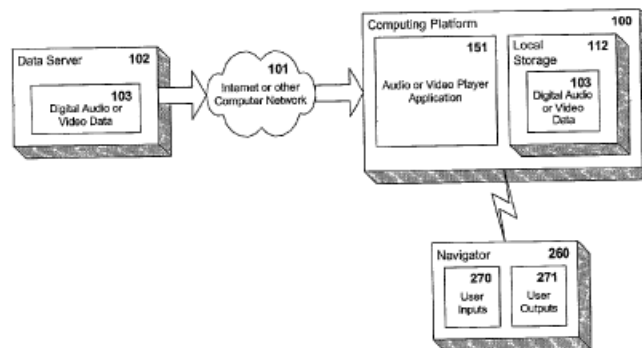 Data Server 102
103
Digital Audio or
Video Data
101
Internet or other
Computer Network
Computing Platform 100
151
Audio or Video Player
Application
Local 112
Storage
103
Digital Audio
or Video
Data
Navigator 260
270
User
Inputs
271
User
Outputs